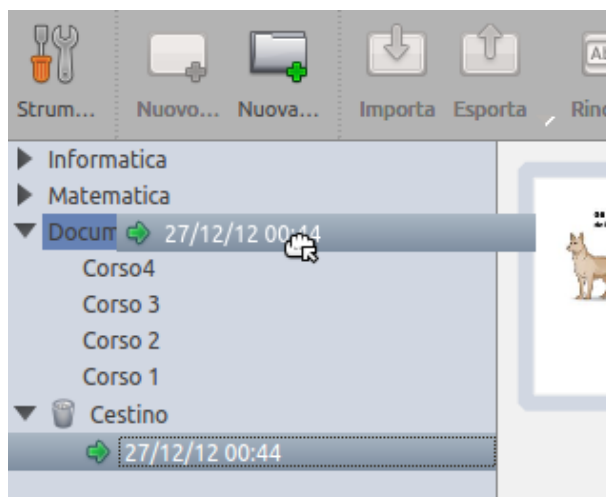 Strum...
Nuovo...
Nuova...
Importa
Esporta
Informatica
Matematica
27/12/12 00:44
Corso4
Corso 3
Corso 2
Corso 1
Cestino
27/12/12 00:44